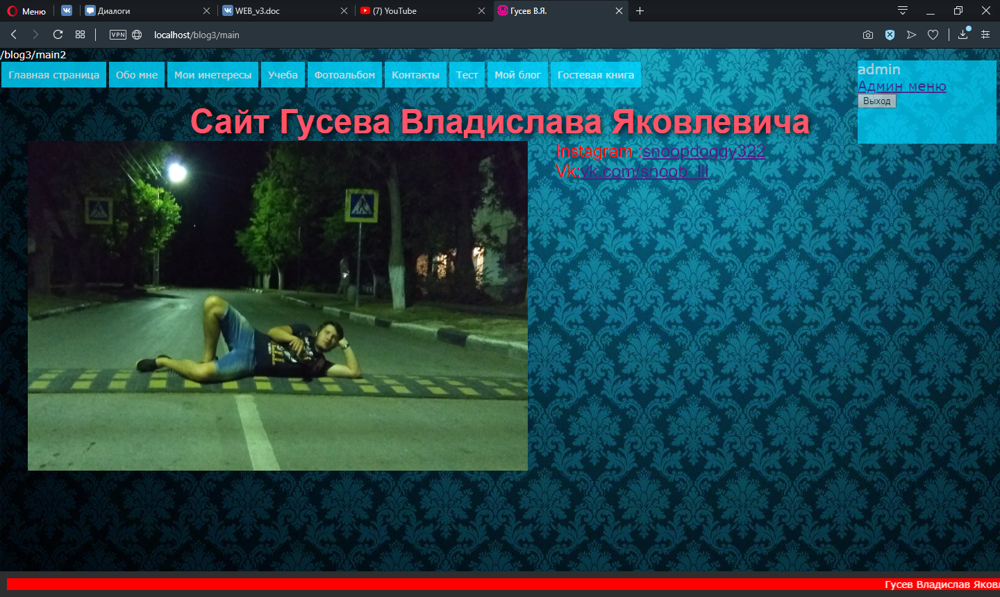 Меню
Диалоги
WEB_v3.doc
(7) YouTube
Гусев В.Я.
VPN
localhost/blog3/main
/blog3/main2
Главная страница
Обо мне
Мои инетересы
Учеба
Фотоальбом
Контакты
Тест
Мой блог
Гостевая книга
admin
Админ меню
Выход
Сайт Гусева Владислава Яковлевича
Instagram :snoopdoggy322
Vk:vk.com/snoob_lll
Гусев Владислав Яковл